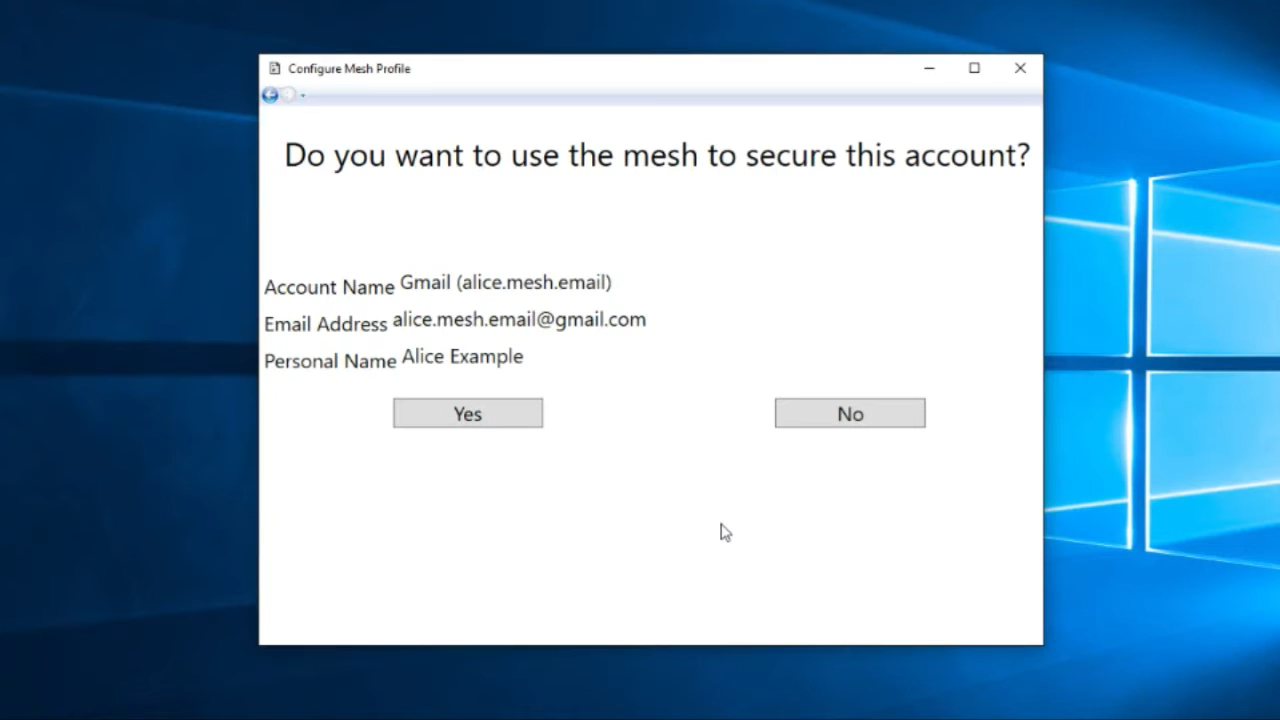 Configure Mesh Profile
Do you want to use the mesh to secure this account?
Account Name Gmail (alice.mesh.email)
Email Address alice.mesh.email@gmail.com
Personal Name Alice Example
Yes No